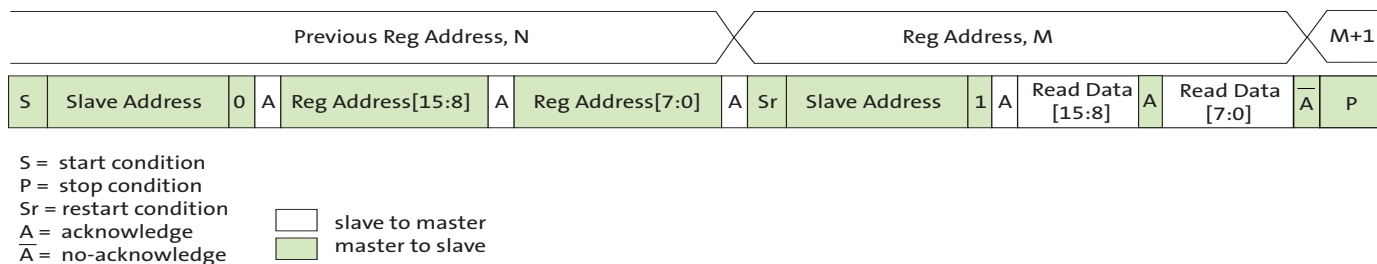 Previous Reg Address, N Reg Address, M M+1
S Slave Address 0 A Reg Address[15:8] A Reg Address[7:0] A Sr Slave Address 1 A Read Data [15:8] A Read Data [7:0] A̅ P
S = start condition
P = stop condition
Sr = restart condition
A = acknowledge
A̅ = no-acknowledge
slave to master
master to slave